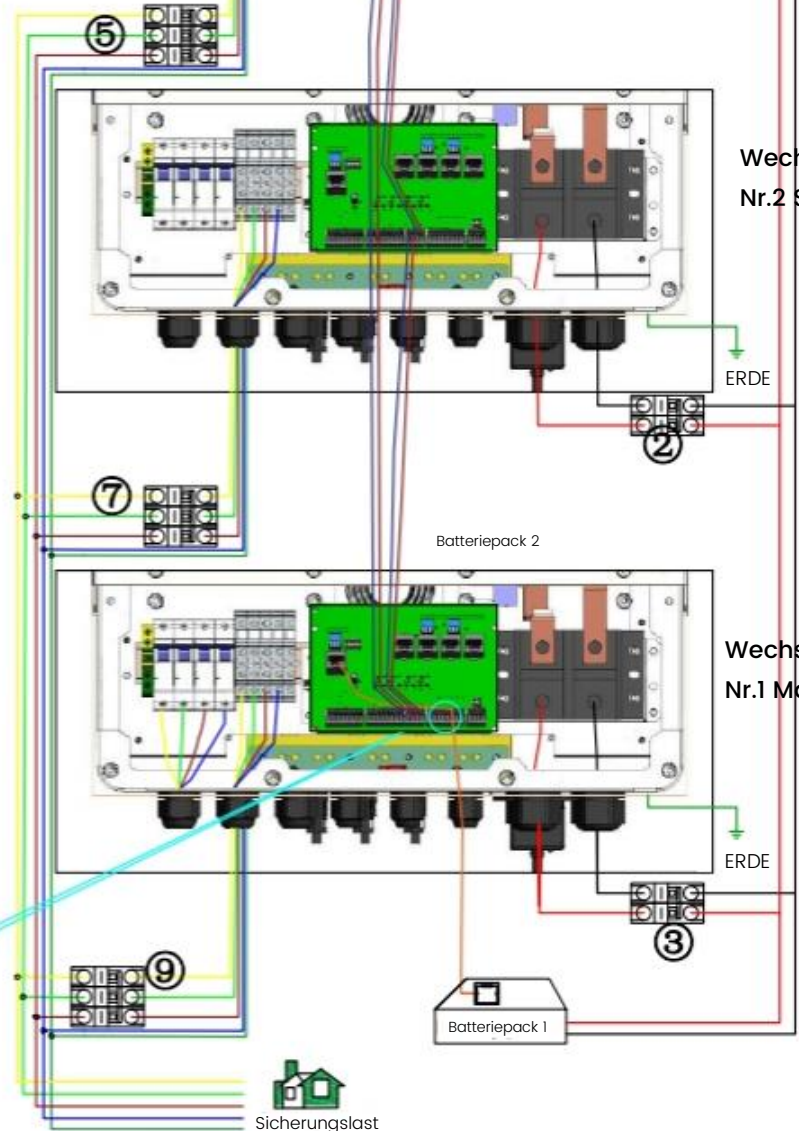 ⑤
Wech
Nr.2 S
ERDE
②
⑦
Batteriepack 2
Wechs
Nr.1 Ma
ERDE
③
⑨
Batteriepack 1
Sicherungslast